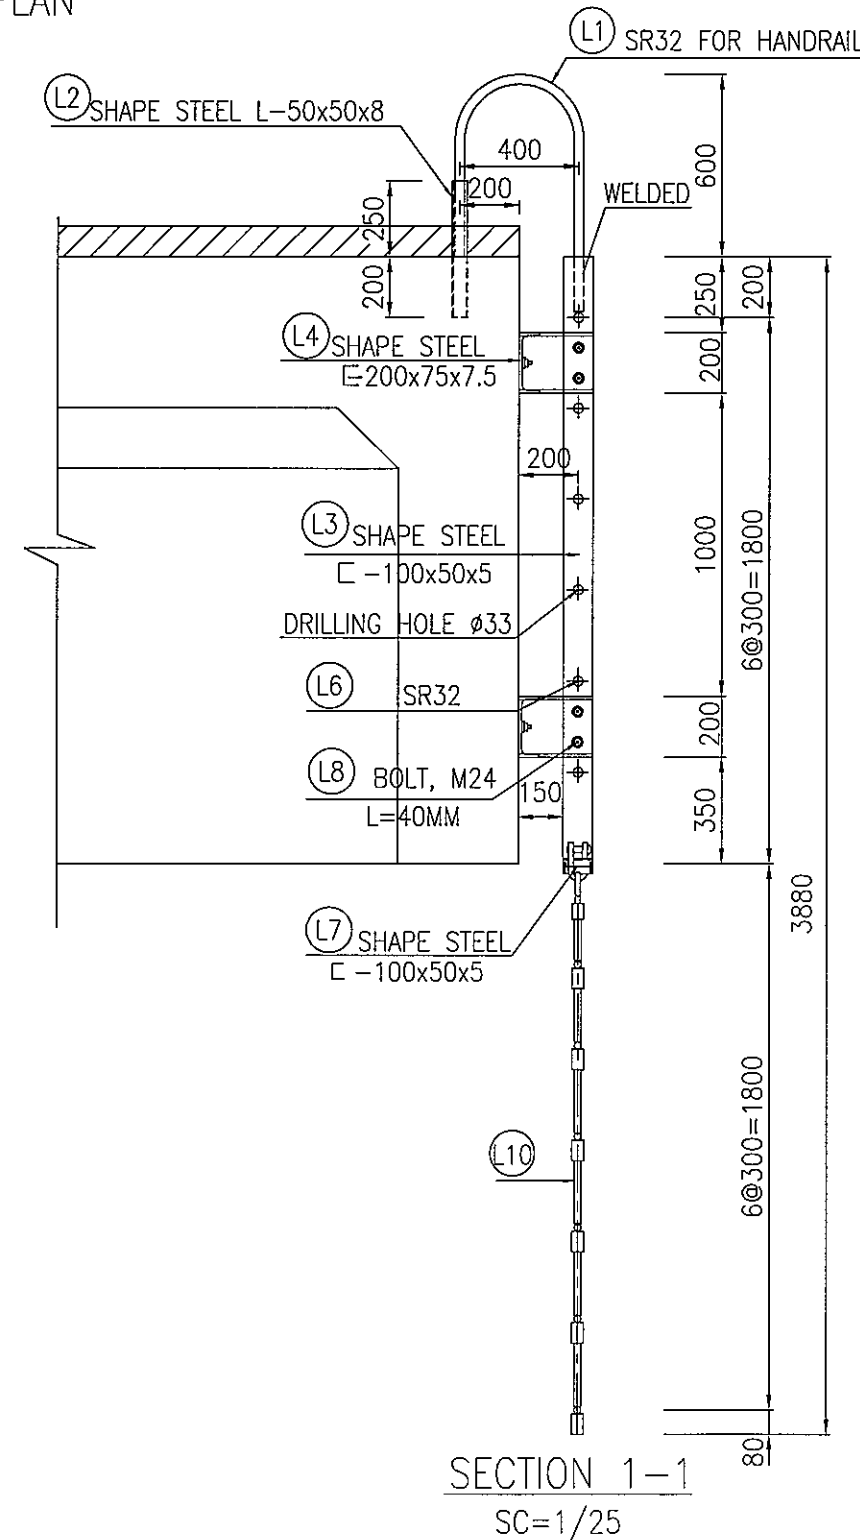 PLAN
L1 SR32 FOR HANDRAIL
L2 SHAPE STEEL L-50x50x8
400
600
200
WELDED
250
200
250
200
L4 SHAPE STEEL
⊏-200x75x7.5
200
200
L3 SHAPE STEEL
⊏ -100x50x5
1000
6@300=1800
DRILLING HOLE ø33
L6 SR32
200
L8 BOLT, M24
L=40MM
150
350
3880
L7 SHAPE STEEL
⊏ -100x50x5
6@300=1800
L10
80
SECTION 1-1
SC=1/25